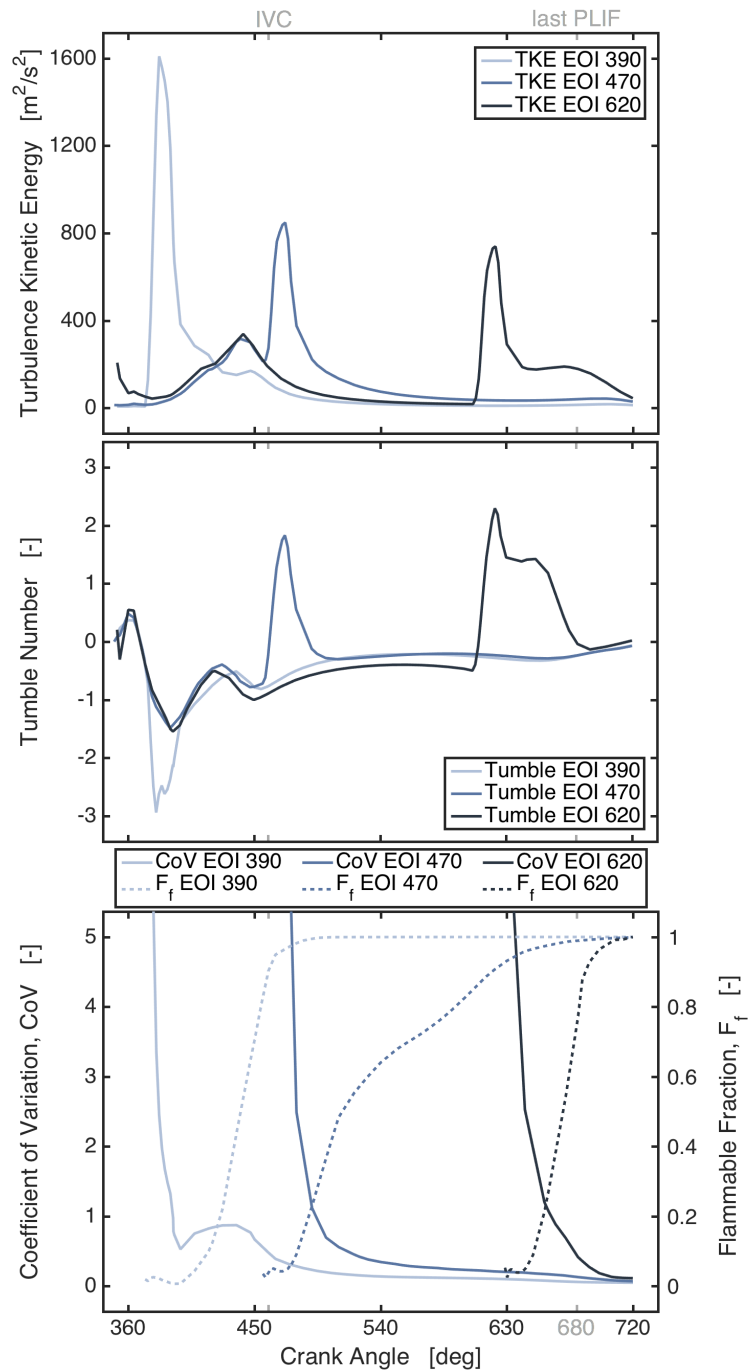 IVC last PLIF
TKE EOI 390
TKE EOI 470
TKE EOI 620
1600
1200
800
400
0
Turbulence Kinetic Energy [m²/s²]
3
2
1
0
-1
-2
-3
Tumble Number [-]
Tumble EOI 390
Tumble EOI 470
Tumble EOI 620
CoV EOI 390 CoV EOI 470 CoV EOI 620
F_f EOI 390 F_f EOI 470 F_f EOI 620
5
4
3
2
1
0
Coefficient of Variation, CoV [-]
1
0.8
0.6
0.4
0.2
0
Flammable Fraction, F_f [-]
360 450 540 630 680 720
Crank Angle [deg]